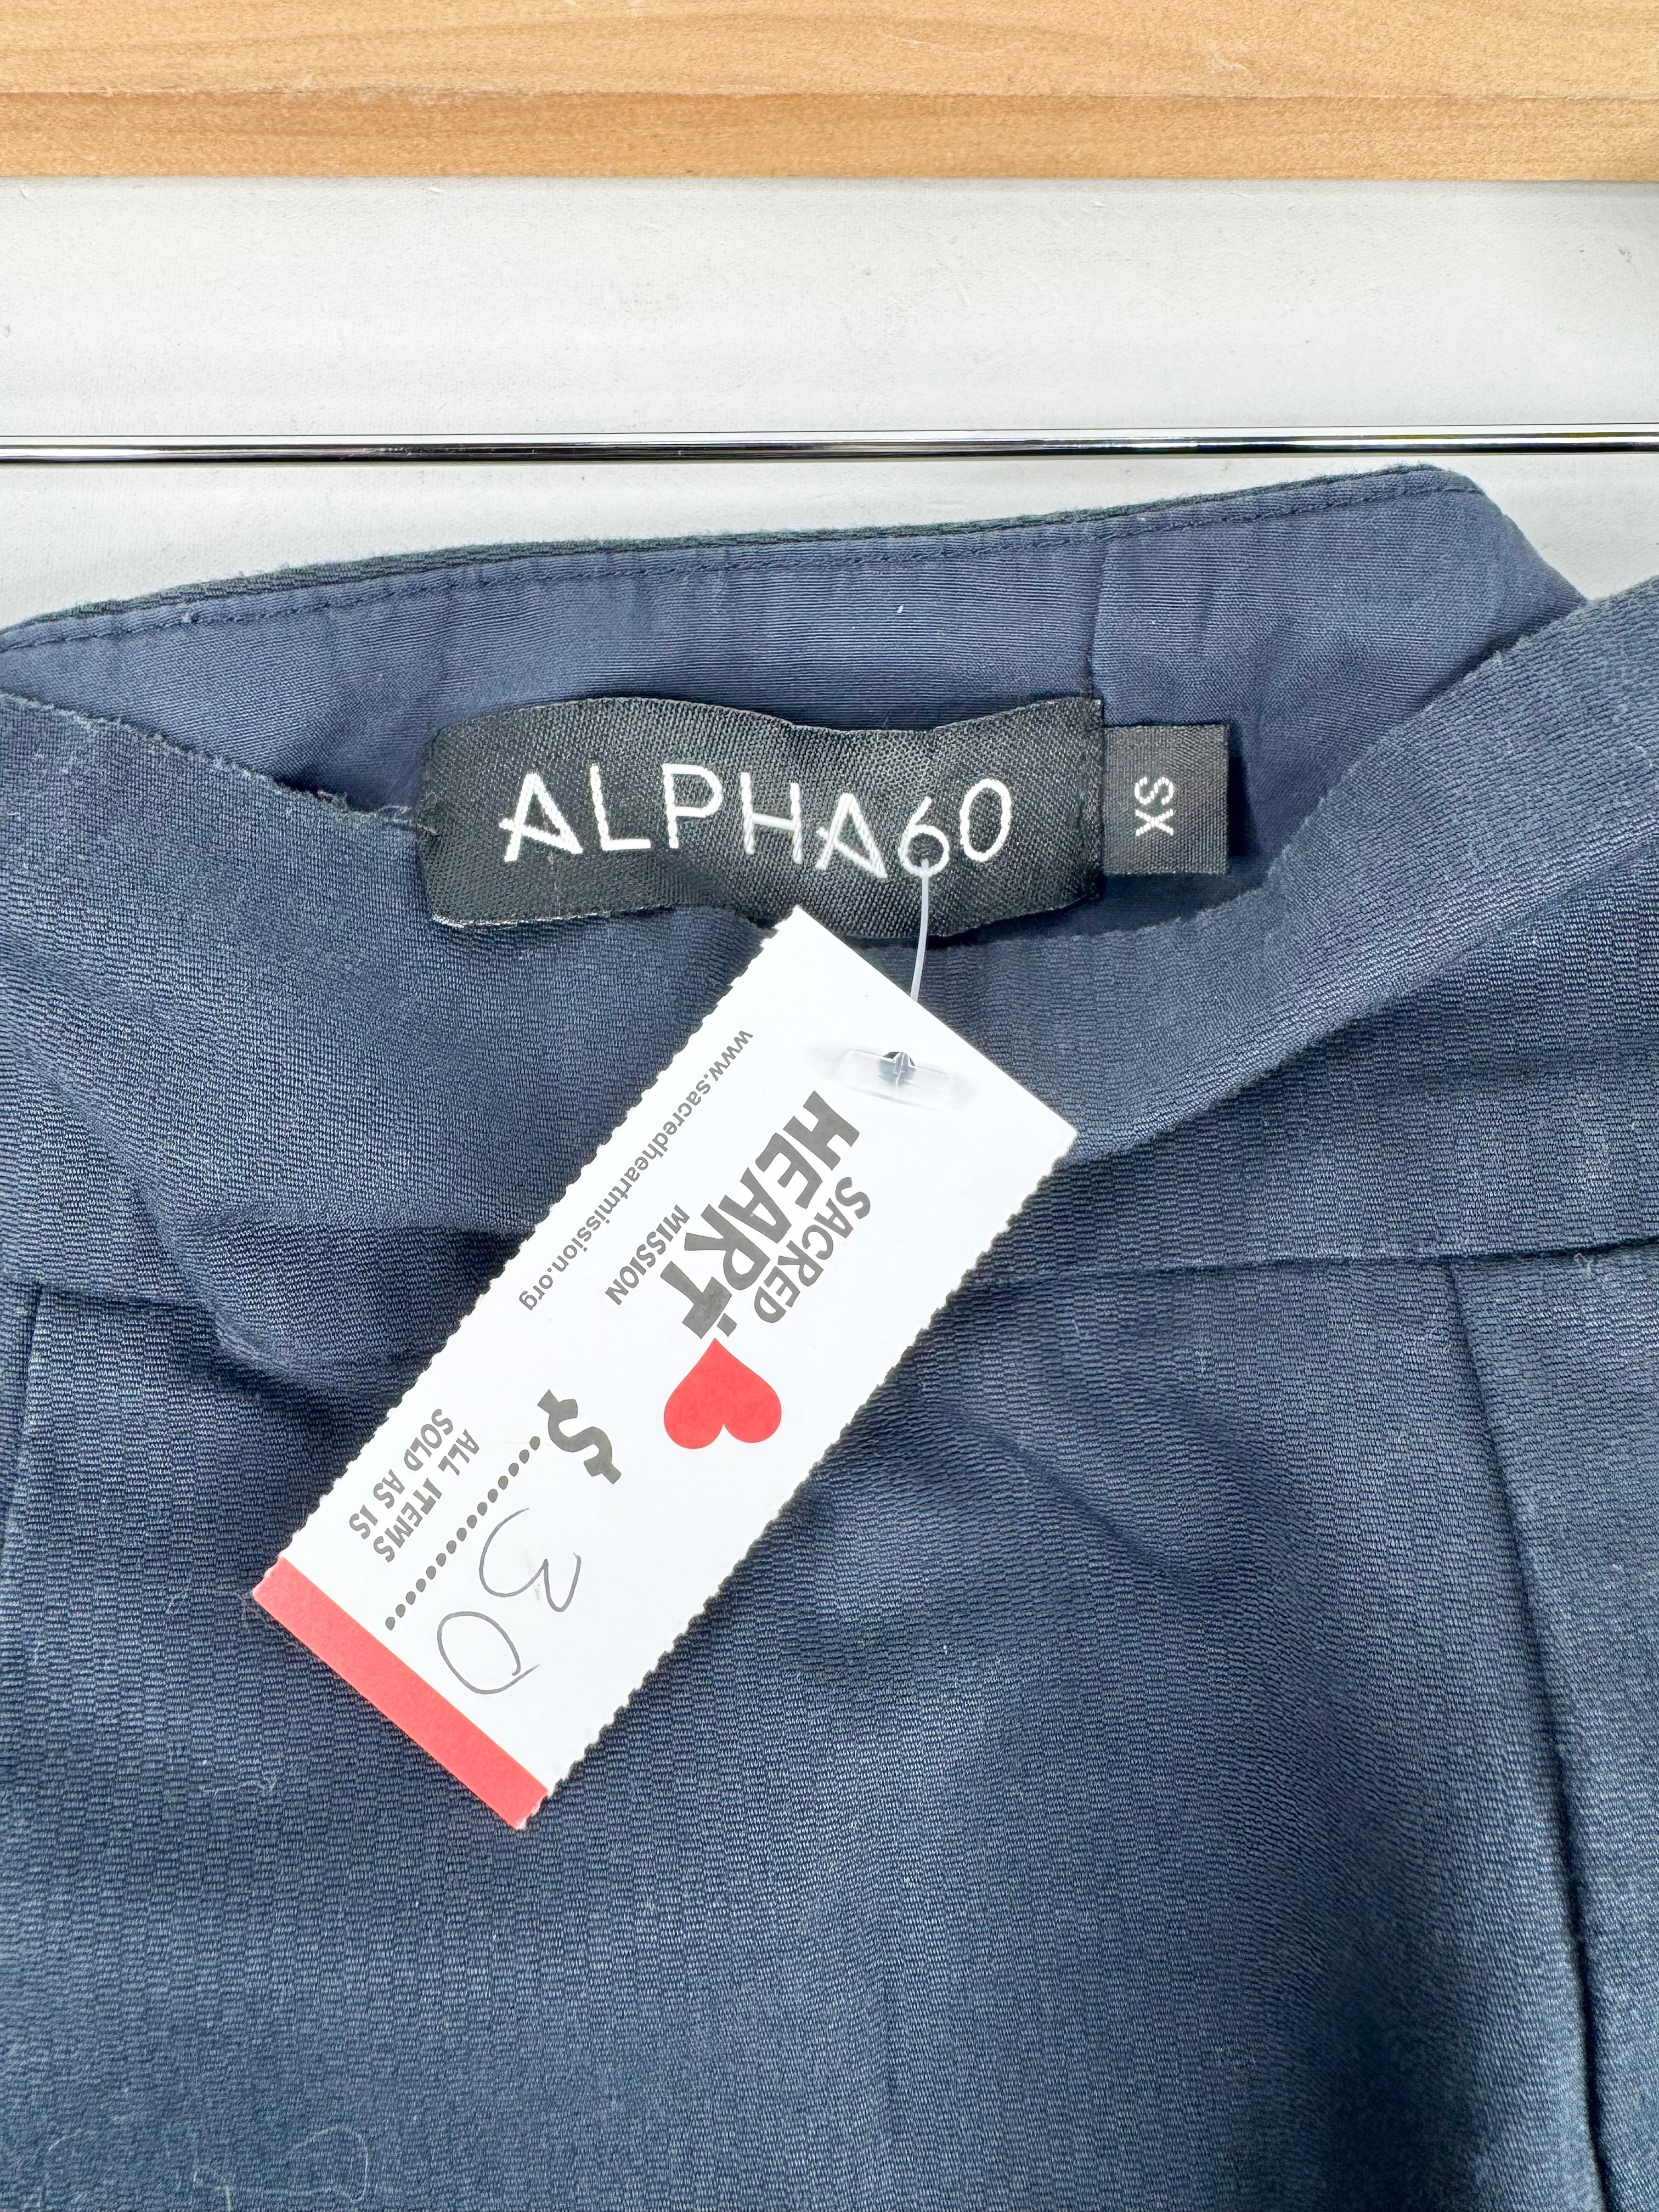 ALPHA60
XS
SACRED
HEART
MISSION
www.sacredheartmission.org
$ 30
ALL ITEMS
SOLD AS IS